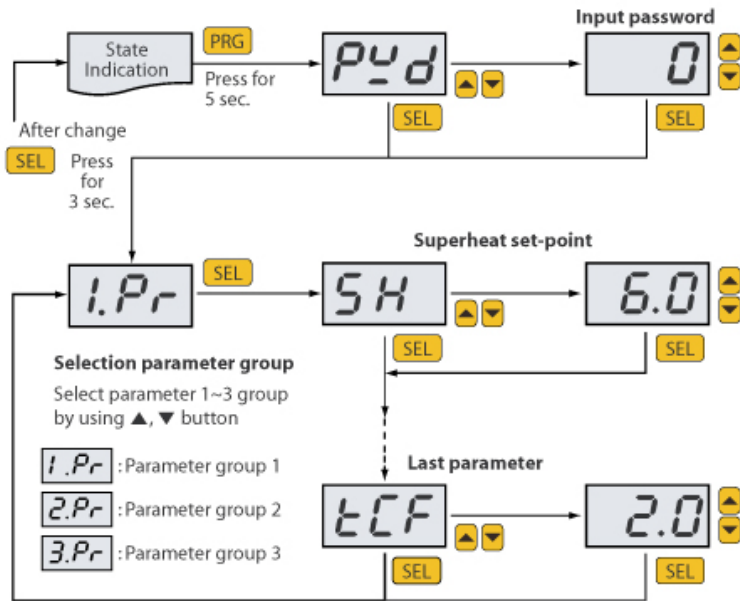 Input password
State
Indication
PRG
Press for
5 sec.
Pyd
0
▲
▼
▲ ▼
SEL
SEL
After change
SEL
Press
for
3 sec.
Superheat set-point
1.Pr
SEL
SH
▲ ▼
6.0
▲
▼
SEL
SEL
Selection parameter group
Select parameter 1~3 group
by using ▲, ▼ button
1.Pr : Parameter group 1
2.Pr : Parameter group 2
3.Pr : Parameter group 3
Last parameter
tCF
▲ ▼
2.0
▲
▼
SEL
SEL